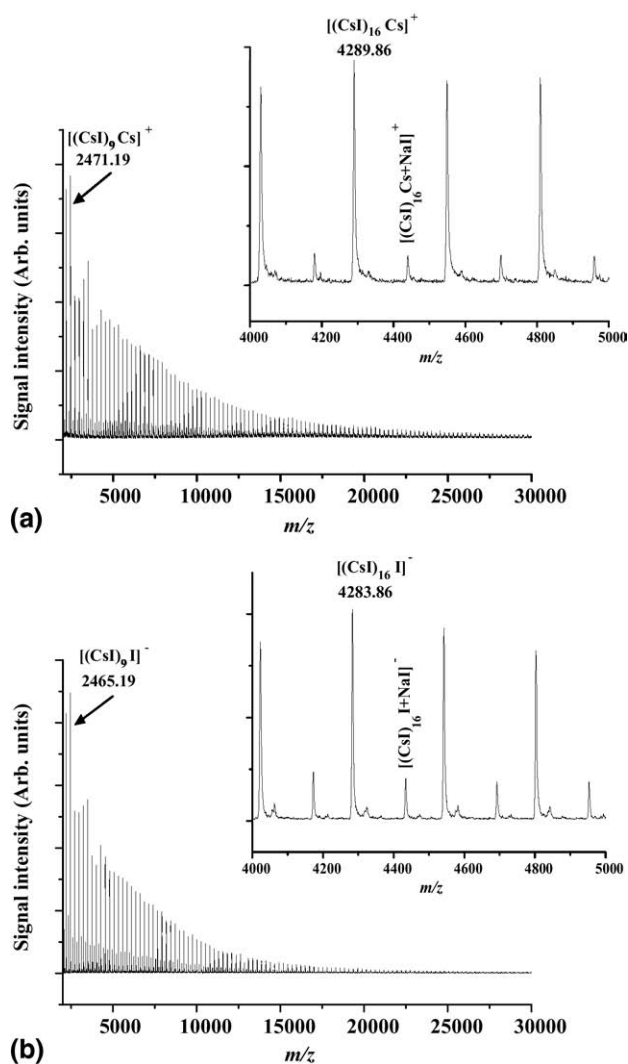 [(CsI)₁₆ Cs]⁺
4289.86
[(CsI)₁₆ Cs+NaI]⁺
4000 4200 4400 4600 4800 5000
m/z
[(CsI)₉ Cs]⁺
2471.19
Signal intensity (Arb. units)
5000 10000 15000 20000 25000 30000
(a)
m/z
[(CsI)₁₆ I]⁻
4283.86
[(CsI)₁₆ I+NaI]⁻
4000 4200 4400 4600 4800 5000
m/z
[(CsI)₉ I]⁻
2465.19
Signal intensity (Arb. units)
5000 10000 15000 20000 25000 30000
(b)
m/z